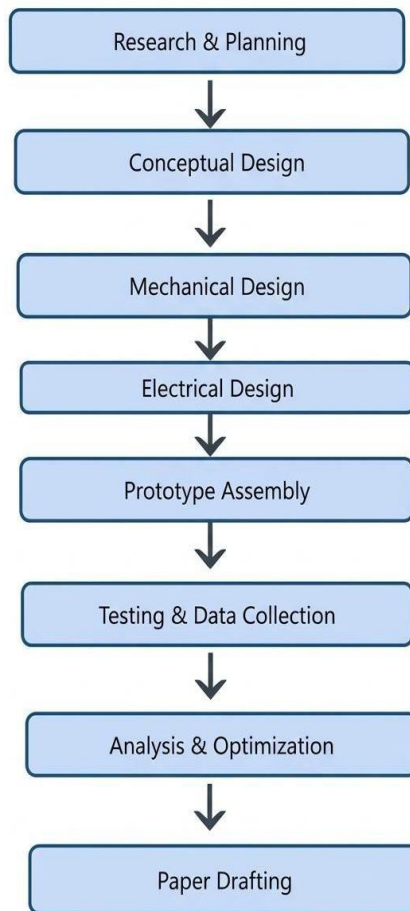 Research & Planning
Conceptual Design
Mechanical Design
Electrical Design
Prototype Assembly
Testing & Data Collection
Analysis & Optimization
Paper Drafting